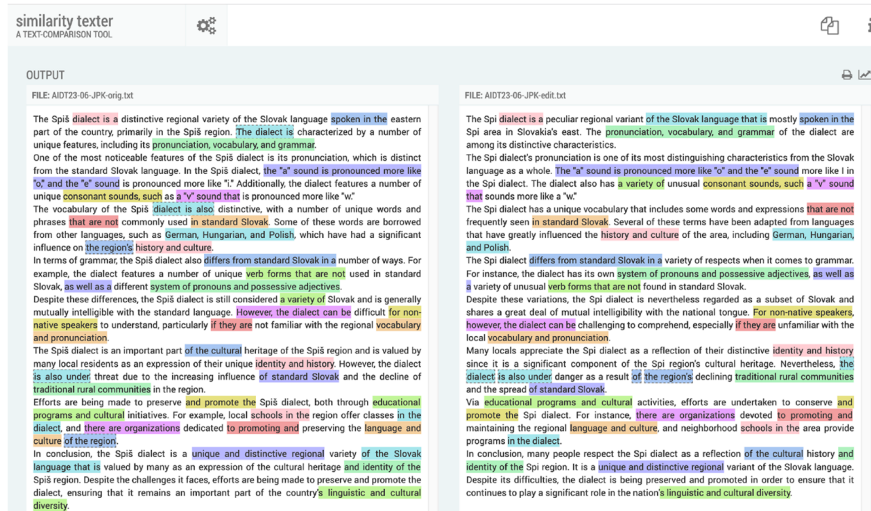 similarity texter
A TEXT-COMPARISON TOOL
OUTPUT
FILE: AIDT23-06-JPK-orig.txt
The Spiš dialect is a distinctive regional variety of the Slovak language spoken in the eastern
part of the country, primarily in the Spiš region. The dialect is characterized by a number of
unique features, including its pronunciation, vocabulary, and grammar.
One of the most noticeable features of the Spiš dialect is its pronunciation, which is distinct
from the standard Slovak language. In the Spiš dialect, the "a" sound is pronounced more like
"o," and the "e" sound is pronounced more like "i." Additionally, the dialect features a number of
unique consonant sounds, such as a "v" sound that is pronounced more like "w."
The vocabulary of the Spiš dialect is also distinctive, with a number of unique words and
phrases that are not commonly used in standard Slovak. Some of these words are borrowed
from other languages, such as German, Hungarian, and Polish, which have had a significant
influence on the region's history and culture.
In terms of grammar, the Spiš dialect also differs from standard Slovak in a number of ways. For
example, the dialect features a number of unique verb forms that are not used in standard
Slovak, as well as a different system of pronouns and possessive adjectives.
Despite these differences, the Spiš dialect is still considered a variety of Slovak and is generally
mutually intelligible with the standard language. However, the dialect can be difficult for non-
native speakers to understand, particularly if they are not familiar with the regional vocabulary
and pronunciation.
The Spiš dialect is an important part of the cultural heritage of the Spiš region and is valued by
many local residents as an expression of their unique identity and history. However, the dialect
is also under threat due to the increasing influence of standard Slovak and the decline of
traditional rural communities in the region.
Efforts are being made to preserve and promote the Spiš dialect, both through educational
programs and cultural initiatives. For example, local schools in the region offer classes in the
dialect, and there are organizations dedicated to promoting and preserving the language and
culture of the region.
In conclusion, the Spiš dialect is a unique and distinctive regional variety of the Slovak
language that is valued by many as an expression of the cultural heritage and identity of the
Spiš region. Despite the challenges it faces, efforts are being made to preserve and promote the
dialect, ensuring that it remains an important part of the country's linguistic and cultural
diversity.
FILE: AIDT23-06-JPK-edit.txt
The Spi dialect is a peculiar regional variant of the Slovak language that is mostly spoken in the
Spi area in Slovakia's east. The pronunciation, vocabulary, and grammar of the dialect are
among its distinctive characteristics.
The Spi dialect's pronunciation is one of its most distinguishing characteristics from the Slovak
language as a whole. The "a" sound is pronounced more like "o" and the "e" sound more like I in
the Spi dialect. The dialect also has a variety of unusual consonant sounds, such a "v" sound
that sounds more like a "w."
The Spi dialect has a unique vocabulary that includes some words and expressions that are not
frequently seen in standard Slovak. Several of these terms have been adapted from languages
that have greatly influenced the history and culture of the area, including German, Hungarian,
and Polish.
The Spi dialect differs from standard Slovak in a variety of respects when it comes to grammar.
For instance, the dialect has its own system of pronouns and possessive adjectives, as well as
a variety of unusual verb forms that are not found in standard Slovak.
Despite these variations, the Spi dialect is nevertheless regarded as a subset of Slovak and
shares a great deal of mutual intelligibility with the national tongue. For non-native speakers,
however, the dialect can be challenging to comprehend, especially if they are unfamiliar with the
local vocabulary and pronunciation.
Many locals appreciate the Spi dialect as a reflection of their distinctive identity and history
since it is a significant component of the Spi region's cultural heritage. Nevertheless, the
dialect is also under danger as a result of the region's declining traditional rural communities
and the spread of standard Slovak.
Via educational programs and cultural activities, efforts are undertaken to conserve and
promote the Spi dialect. For instance, there are organizations devoted to promoting and
maintaining the regional language and culture, and neighborhood schools in the area provide
programs in the dialect.
In conclusion, many people respect the Spi dialect as a reflection of the cultural history and
identity of the Spi region. It is a unique and distinctive regional variant of the Slovak language.
Despite its difficulties, the dialect is being preserved and promoted in order to ensure that it
continues to play a significant role in the nation's linguistic and cultural diversity.